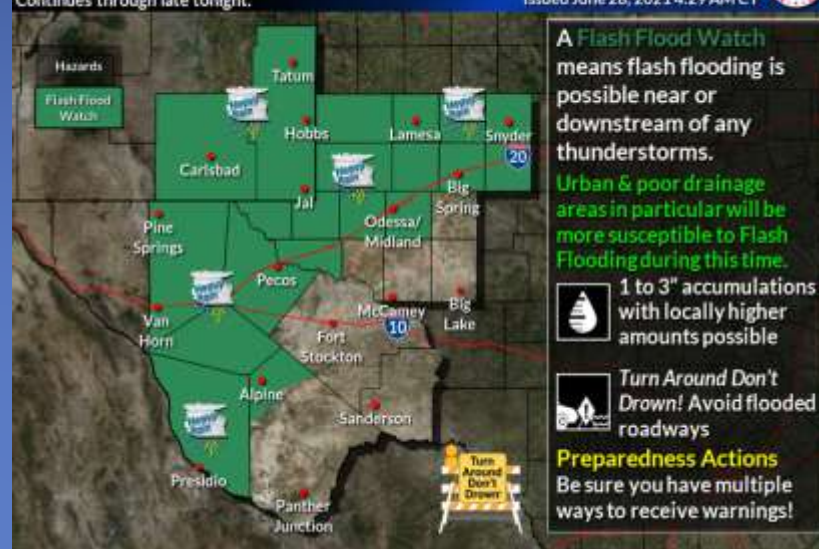 Continues through late tonight.
Issued June 28, 2021 4:29 AM CT
Hazards
Flash Flood
Watch
Tatum
Hobbs
Lamesa
Snyder
20
Carlsbad
Jal
Big
Spring
Odessa/
Midland
Pine
Springs
Pecos
Van
Horn
McCamey
10
Big
Lake
Fort
Stockton
Alpine
Sanderson
Presidio
Panther
Junction
Turn
Around
Don't
Drown
A Flash Flood Watch
means flash flooding is
possible near or
downstream of any
thunderstorms.
Urban & poor drainage
areas in particular will be
more susceptible to Flash
Flooding during this time.
1 to 3" accumulations
with locally higher
amounts possible
Turn Around Don't
Drown! Avoid flooded
roadways
Preparedness Actions
Be sure you have multiple
ways to receive warnings!